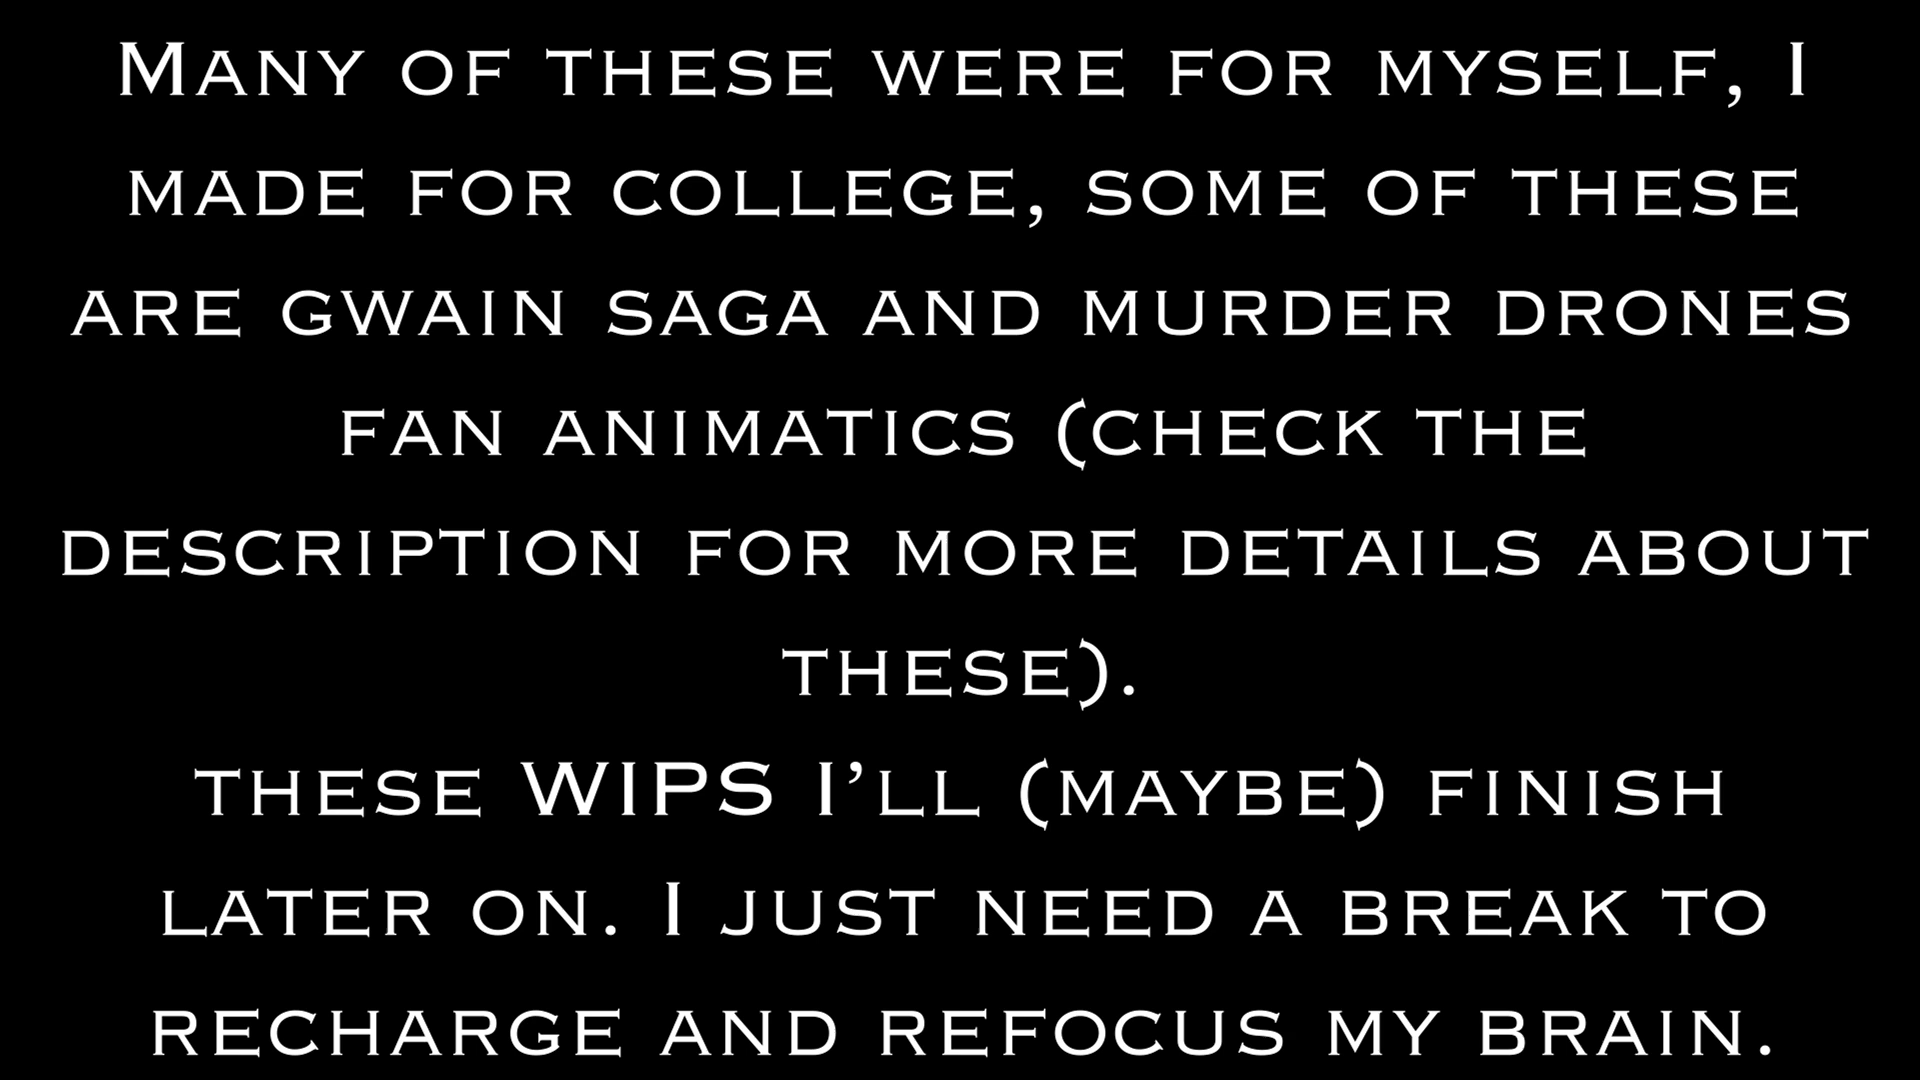 Many of these were for myself, I
made for college, some of these
are gwain saga and murder drones
fan animatics (check the
description for more details about
these).
these WIPS I’ll (maybe) finish
later on. I just need a break to
recharge and refocus my brain.